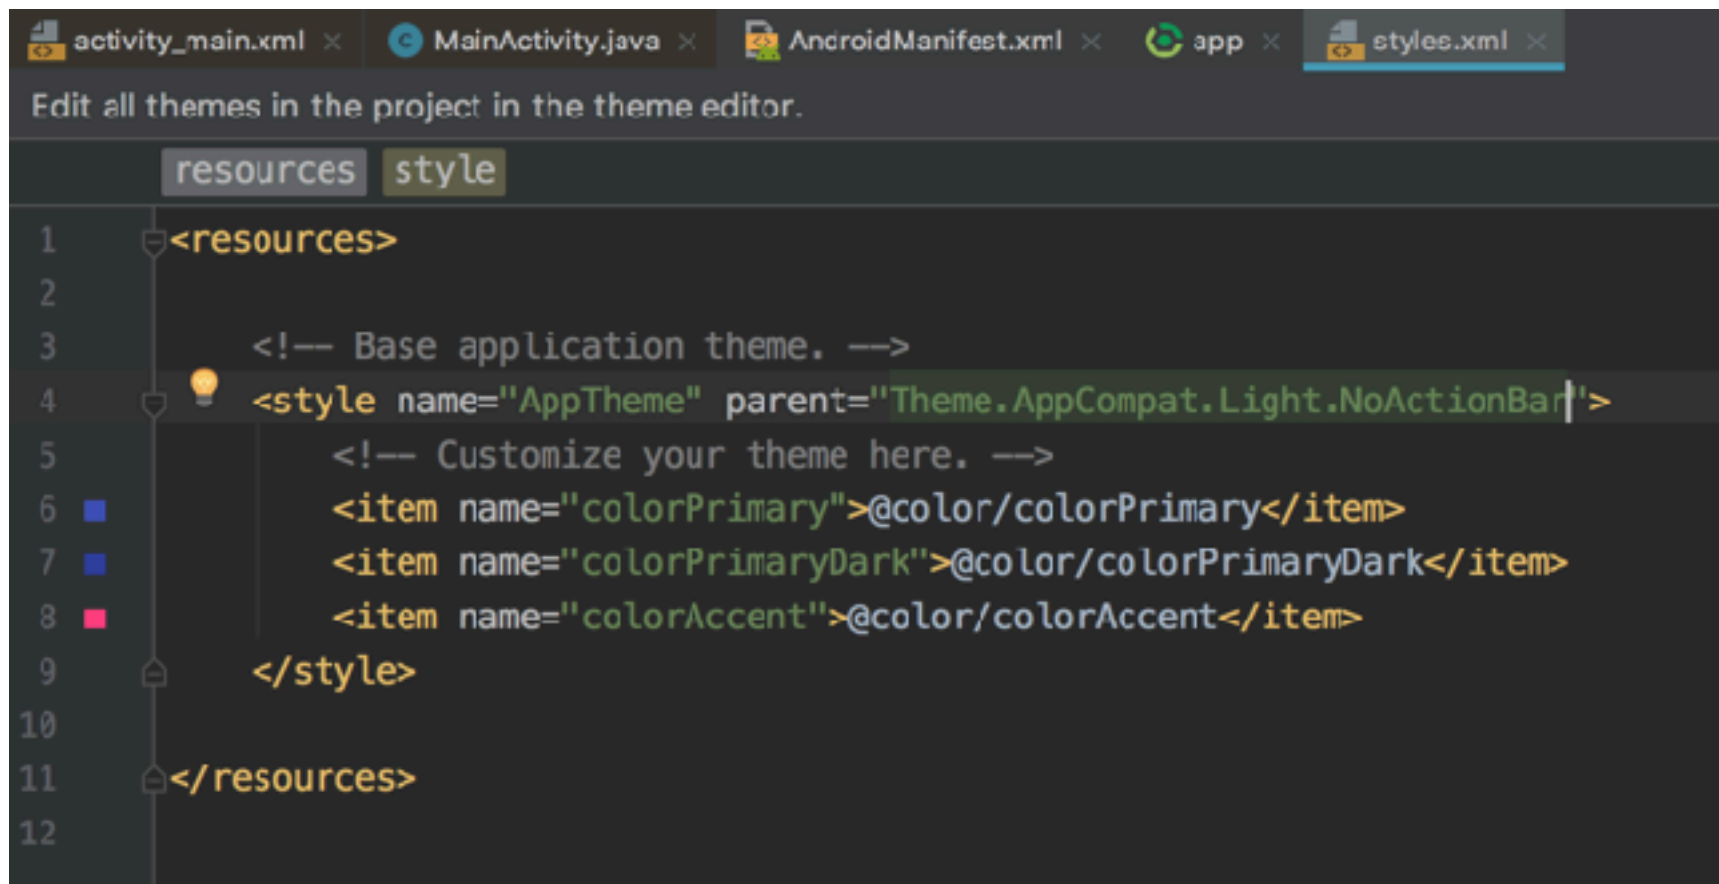 activity_main.xml MainActivity.java AndroidManifest.xml app styles.xml
Edit all themes in the project in the theme editor.
resources style
1 <resources>
2
3 <!-- Base application theme. -->
4 <style name="AppTheme" parent="Theme.AppCompat.Light.NoActionBar">
5 <!-- Customize your theme here. -->
6 <item name="colorPrimary">@color/colorPrimary</item>
7 <item name="colorPrimaryDark">@color/colorPrimaryDark</item>
8 <item name="colorAccent">@color/colorAccent</item>
9 </style>
10
11 </resources>
12